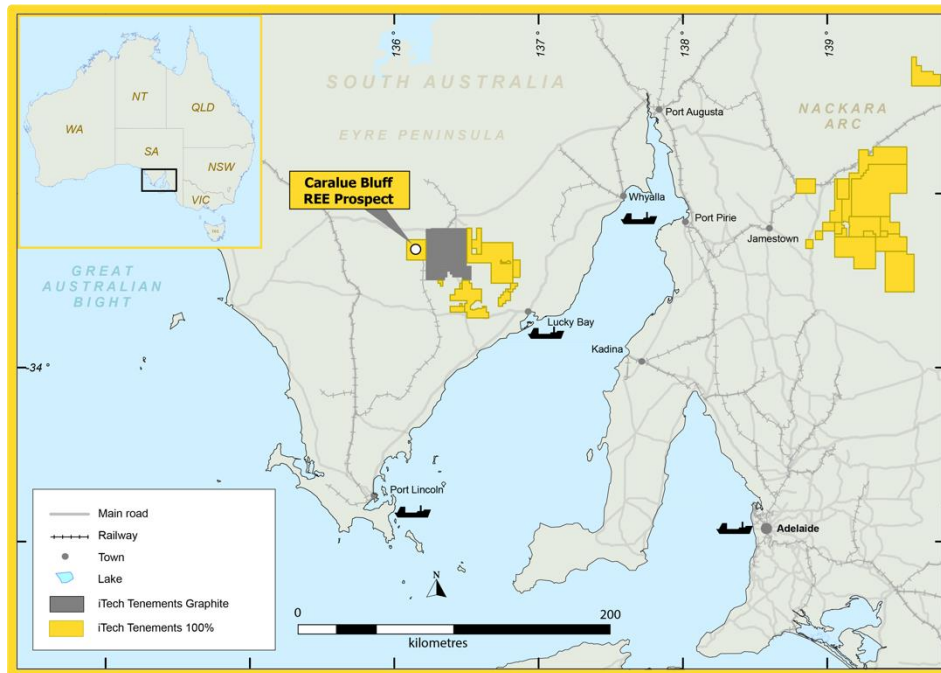 136 °
137 °
138 °
139 °
NT
QLD
WA
SA
NSW
VIC
SOUTH AUSTRALIA
EYRE PENINSULA
NACKARA
ARC
Port Augusta
Caralue Bluff
REE Prospect
Whyalla
Port Pirie
Jamestown
GREAT
AUSTRALIAN
BIGHT
Lucky Bay
Kadina
-34 °
Port Lincoln
Adelaide
Main road
Railway
Town
Lake
iTech Tenements Graphite
iTech Tenements 100%
N
0
200
kilometres